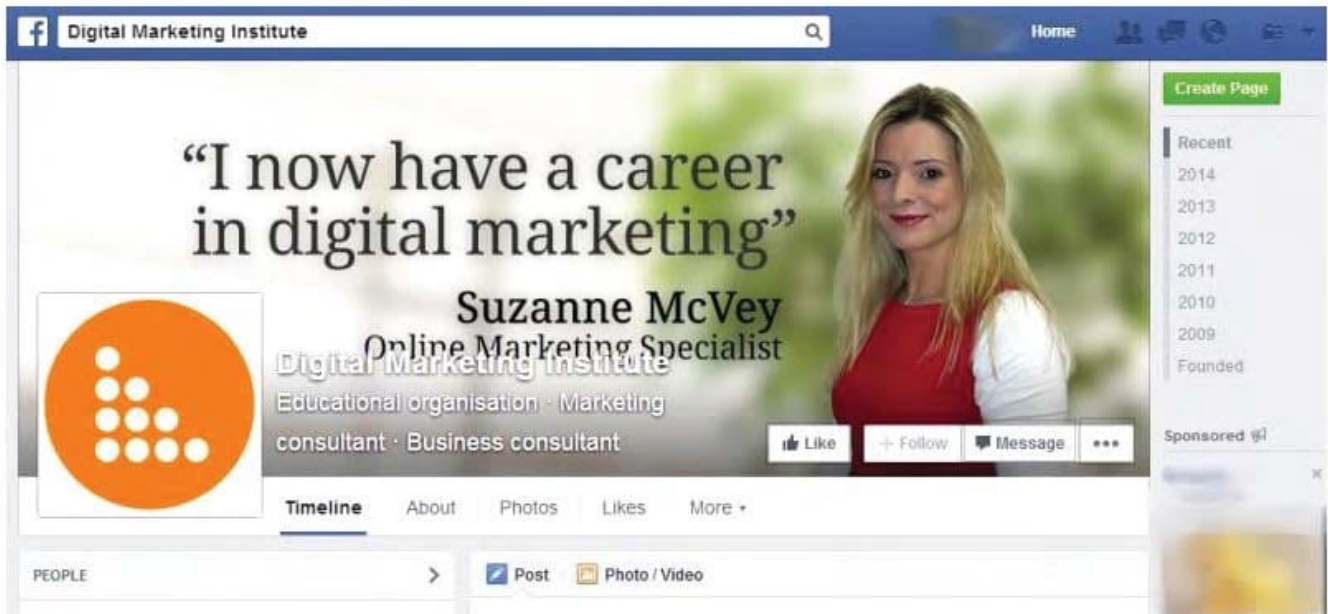 Digital Marketing Institute
Home
“I now have a career
in digital marketing”
Suzanne McVey
Online Marketing Specialist
Digital Marketing Institute
Educational organisation · Marketing
consultant · Business consultant
Like
+ Follow
Message
Timeline
About
Photos
Likes
More
PEOPLE
Post
Photo / Video
Create Page
Recent
2014
2013
2012
2011
2010
2009
Founded
Sponsored